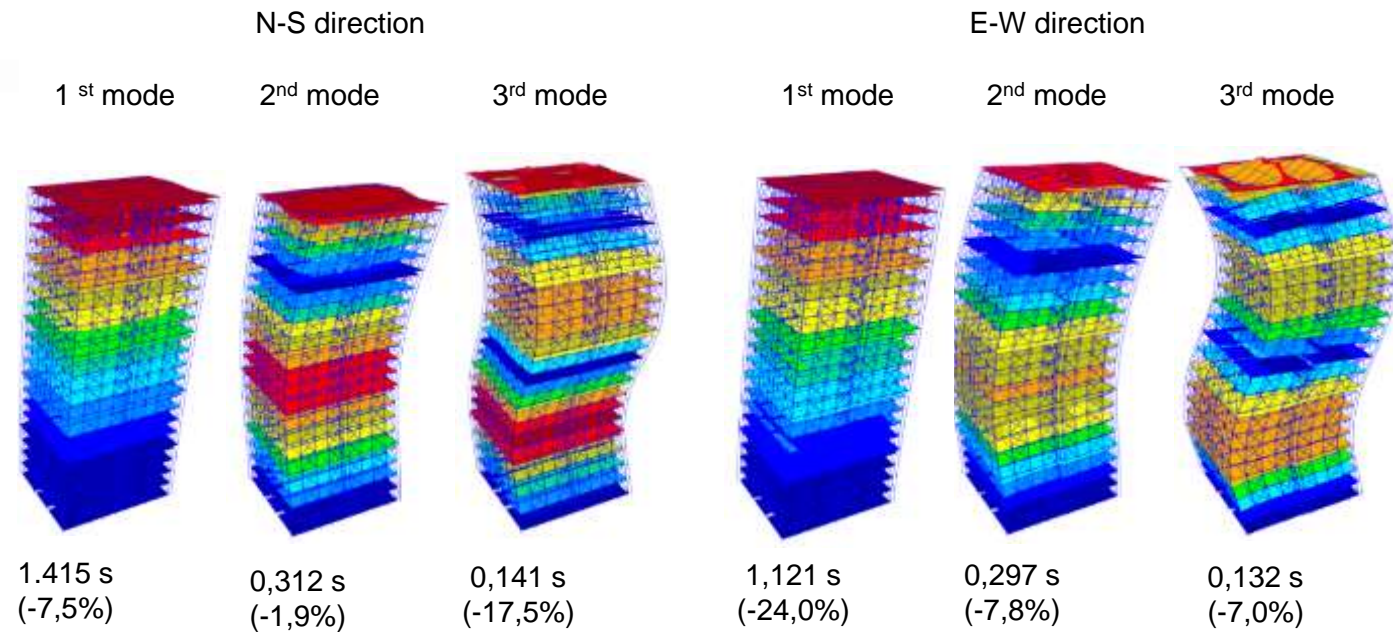 N-S direction
E-W direction
1 st mode
2nd mode
3rd mode
1st mode
2nd mode
3rd mode
1.415 s
(-7,5%)
0,312 s
(-1,9%)
0,141 s
(-17,5%)
1,121 s
(-24,0%)
0,297 s
(-7,8%)
0,132 s
(-7,0%)